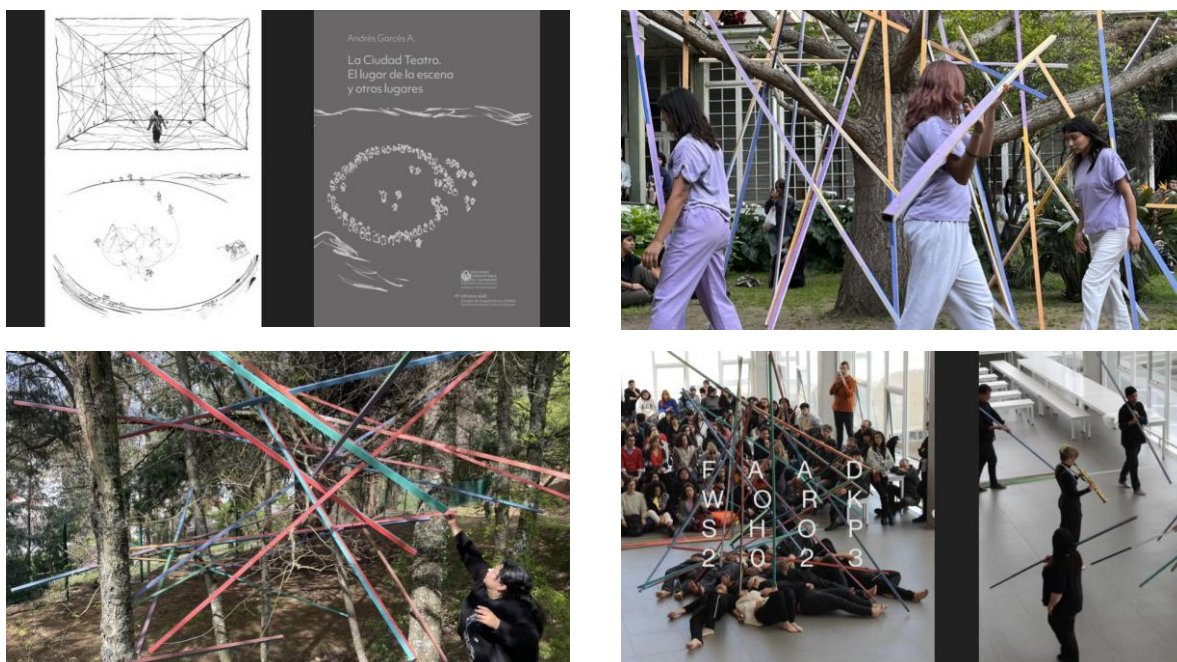 Andrés Garcés A.
La Ciudad Teatro.
El lugar de la escena
y otros lugares
F A A D
W O R K
S H O P
2 0 2 3